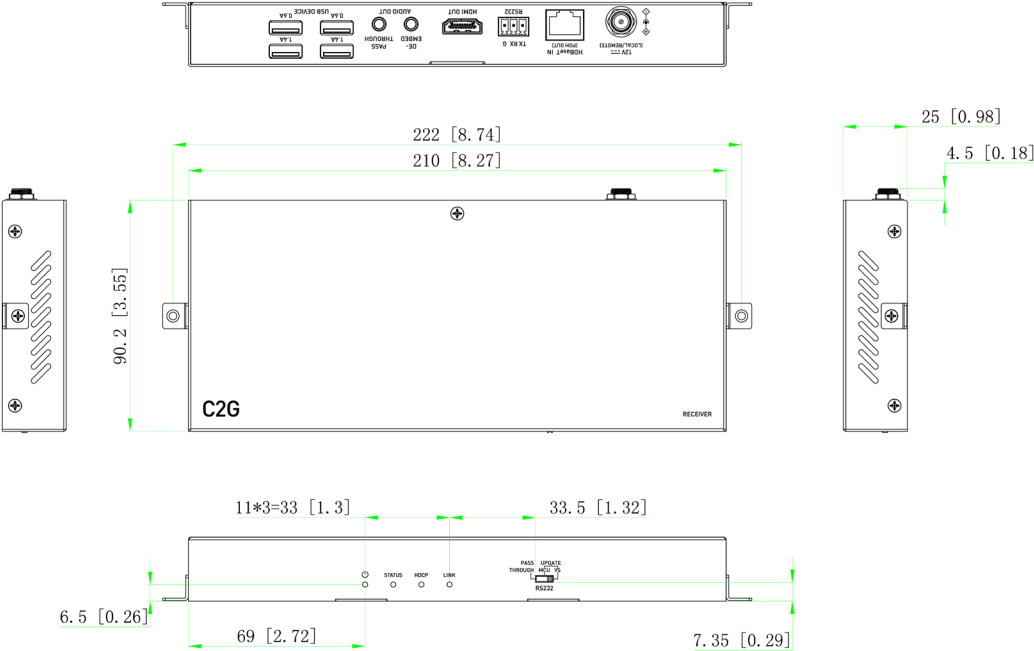 0.6A USB DEVICE 0.6A
1.4A 1.4A
AUDIO OUT
PASS THROUGH
DE-EMBED
HDMI OUT
RS232
TX RX G
HDBaseT IN
(POH OUT)
12V
(LOCAL/REMOTE)
222 [8.74]
210 [8.27]
25 [0.98]
4.5 [0.18]
90.2 [3.55]
C2G
RECEIVER
11*3=33 [1.3]
33.5 [1.32]
STATUS HDCP LINK
PASS UPDATE
THROUGH MCU VS
RS232
6.5 [0.26]
69 [2.72]
7.35 [0.29]